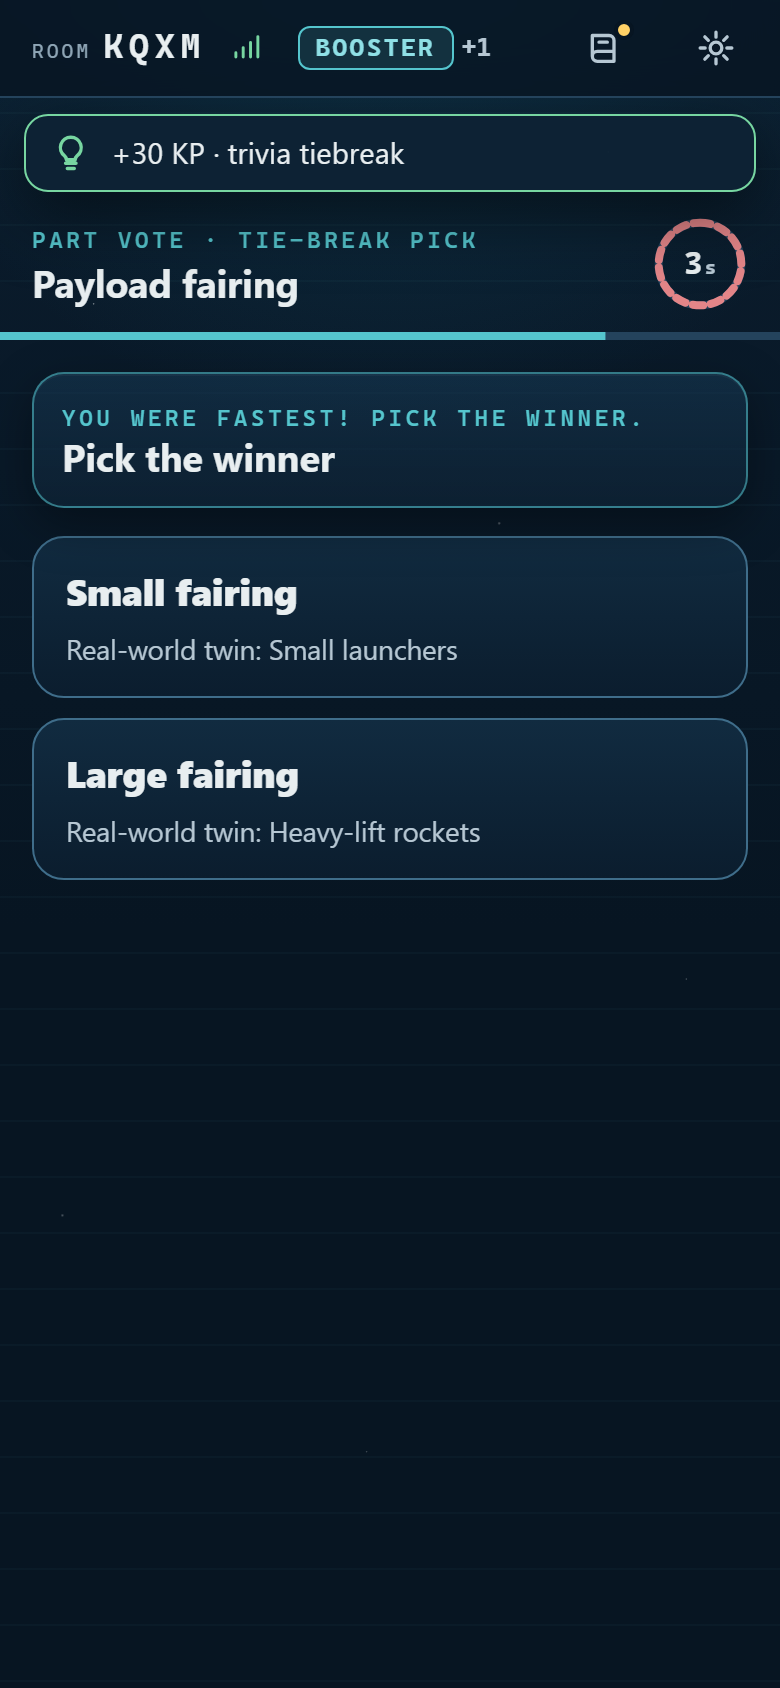 ROOM KQXM BOOSTER +1
+30 KP · trivia tiebreak
PART VOTE · TIE-BREAK PICK
Payload fairing
3s
YOU WERE FASTEST! PICK THE WINNER.
Pick the winner
Small fairing
Real-world twin: Small launchers
Large fairing
Real-world twin: Heavy-lift rockets